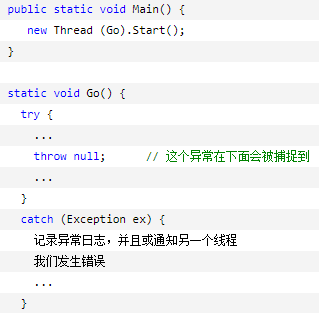 public static void Main() {
new Thread (Go).Start();
}
static void Go() {
try {
...
throw null;      // 这个异常在下面会被捕捉到
...
}
catch (Exception ex) {
记录异常日志，并且或通知另一个线程
我们发生错误
...
}